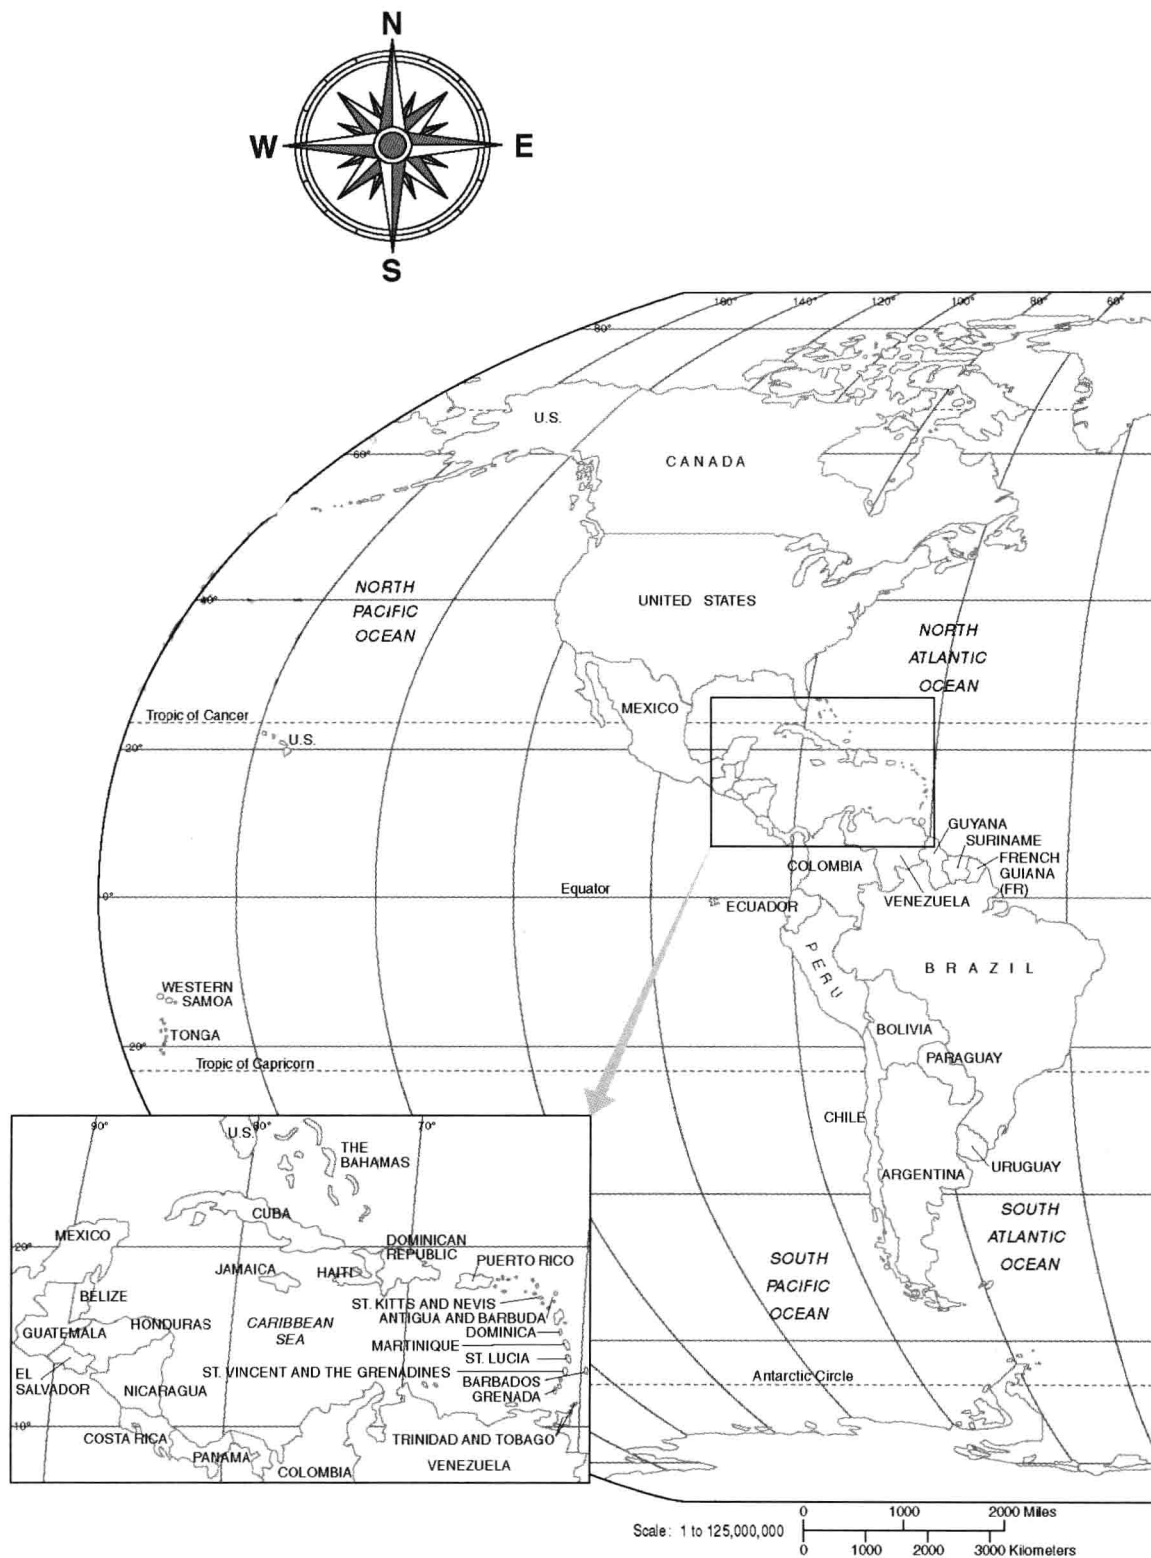 N
W
E
S
160°
140°
120°
100°
80°
60°
80°
U.S.
60°
CANADA
NORTH
PACIFIC
OCEAN
40°
UNITED STATES
NORTH
ATLANTIC
OCEAN
MEXICO
Tropic of Cancer
U.S.
20°
GUYANA
SURINAME
FRENCH
GUIANA
(FR)
COLOMBIA
VENEZUELA
Equator
0°
ECUADOR
PERU
BRAZIL
WESTERN
SAMOA
TONGA
BOLIVIA
20°
PARAGUAY
Tropic of Capricorn
CHILE
URUGUAY
ARGENTINA
SOUTH
ATLANTIC
OCEAN
SOUTH
PACIFIC
OCEAN
Antarctic Circle
90°
80°
70°
U.S.
THE
BAHAMAS
CUBA
MEXICO
20°
DOMINICAN
REPUBLIC
PUERTO RICO
JAMAICA
HAITI
BELIZE
ST. KITTS AND NEVIS
ANTIGUA AND BARBUDA
HONDURAS
CARIBBEAN
SEA
GUATEMALA
DOMINICA
MARTINIQUE
ST. LUCIA
EL
SALVADOR
ST. VINCENT AND THE GRENADINES
BARBADOS
NICARAGUA
GRENADA
10°
COSTA RICA
TRINIDAD AND TOBAGO
PANAMA
COLOMBIA
VENEZUELA
0 1000 2000 Miles
Scale: 1 to 125,000,000
0 1000 2000 3000 Kilometers